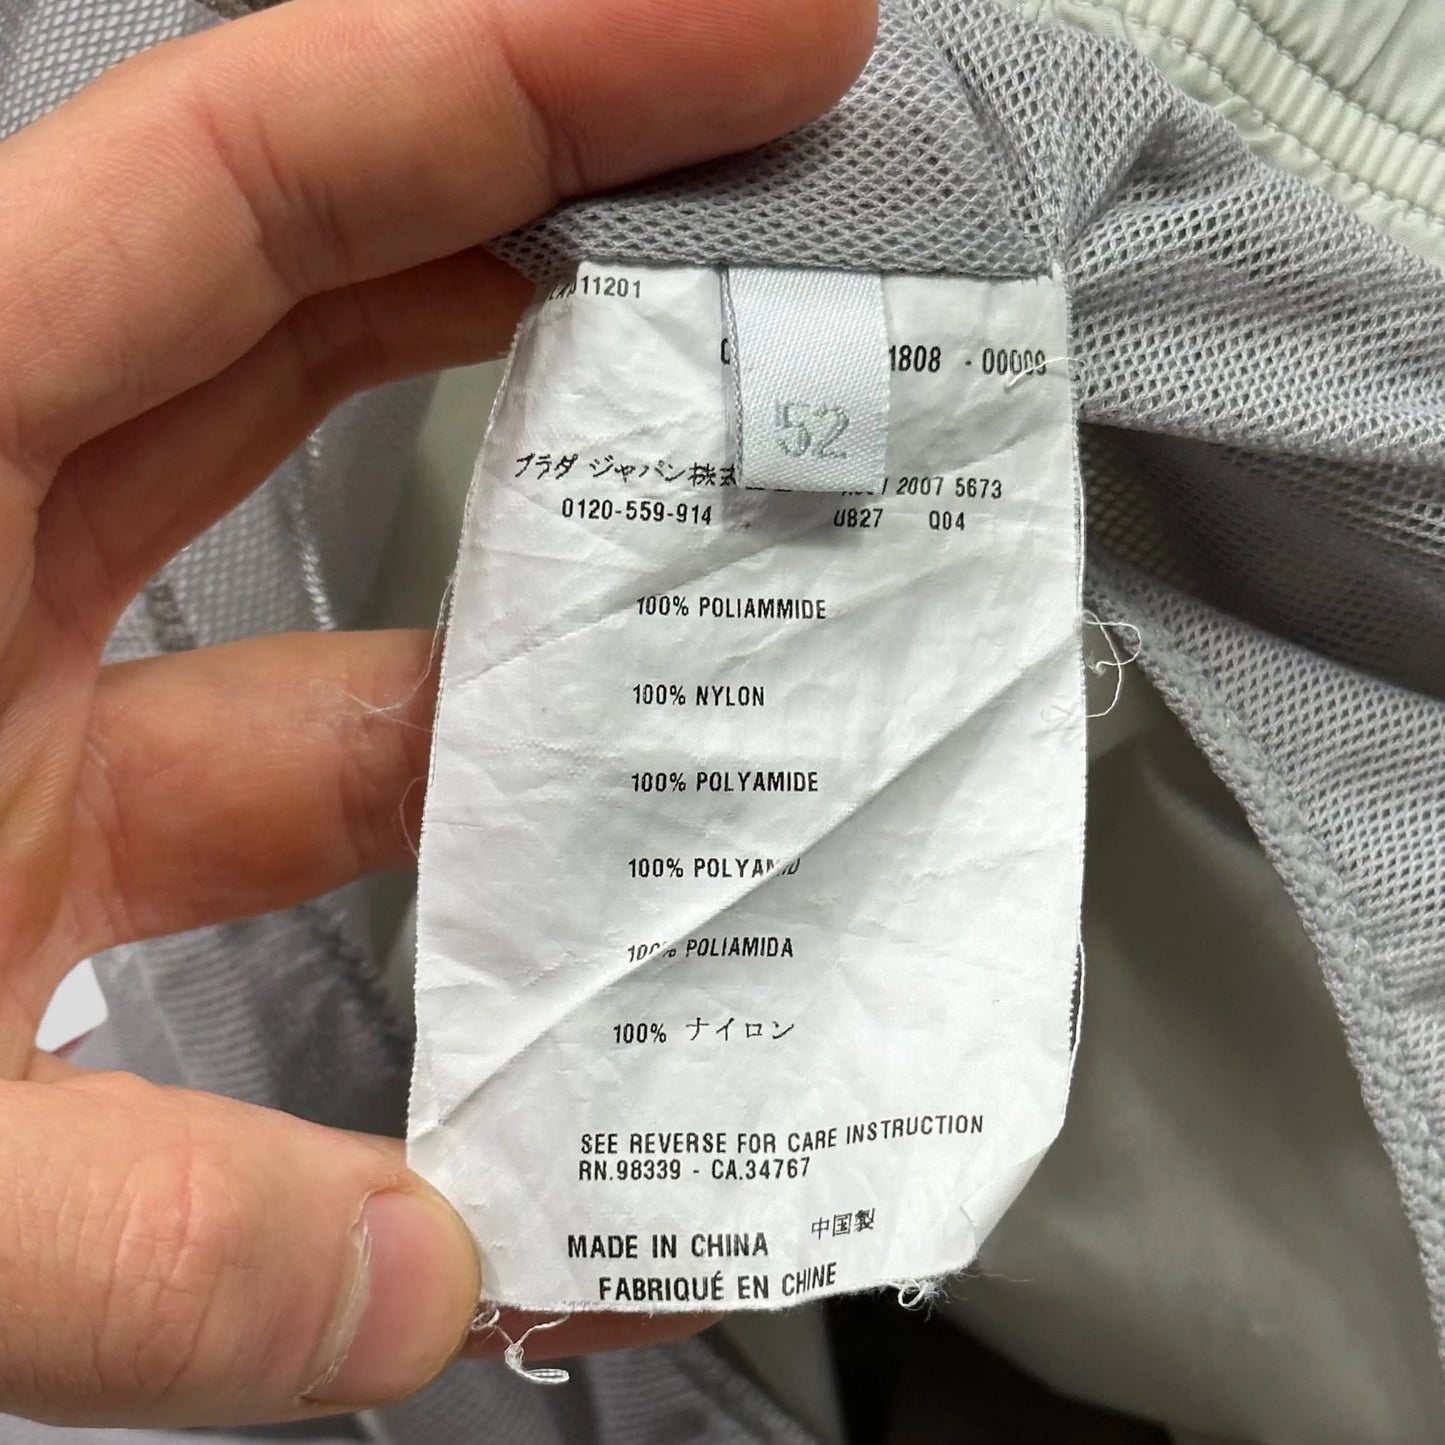 11201
1808 - 00009
52
プラダ ジャパン株式
2007 5673
0120-559-914
U827 Q04
100% POLIAMMIDE
100% NYLON
100% POLYAMIDE
100% POLYAMID
100% POLIAMIDA
100% ナイロン
SEE REVERSE FOR CARE INSTRUCTION
RN.98339 - CA.34767
MADE IN CHINA 中国製
FABRIQUÉ EN CHINE